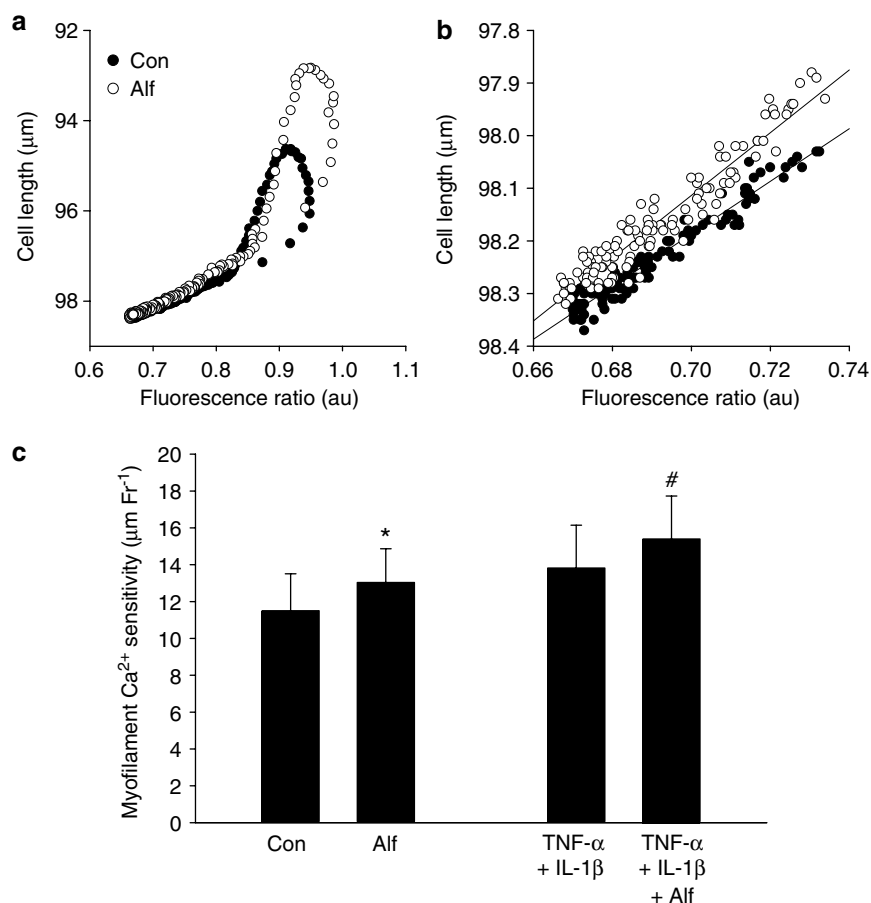 a
92
94
96
98
Cell length (μm)
Con
Alf
0.6 0.7 0.8 0.9 1.0 1.1
Fluorescence ratio (au)
b
97.8
97.9
98.0
98.1
98.2
98.3
98.4
Cell length (μm)
0.66 0.68 0.70 0.72 0.74
Fluorescence ratio (au)
c
20
18
16
14
12
10
8
6
4
2
0
Myofilament Ca2+ sensitivity (μm Fr-1)
*
#
Con
Alf
TNF-α
+ IL-1β
TNF-α
+ IL-1β
+ Alf